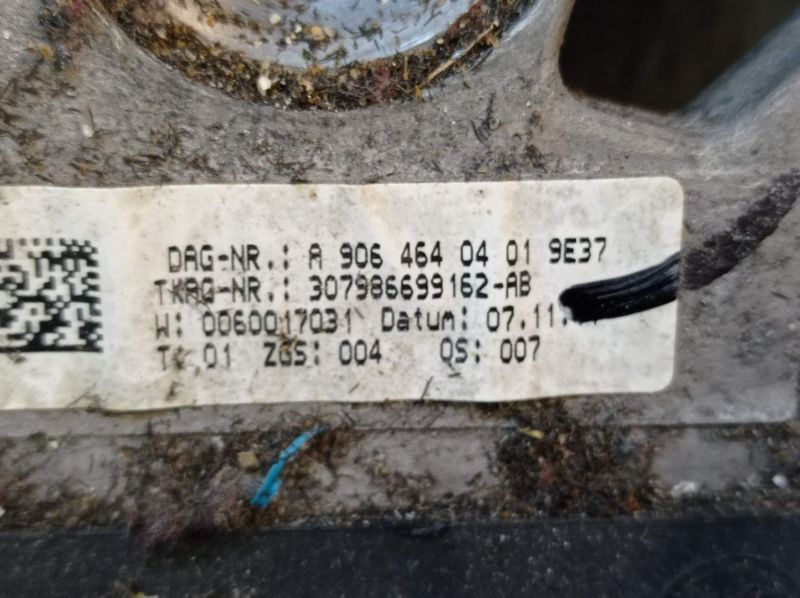 DAG-NR.: A 906 464 04 01 9E37
TKAG-NR.: 307986699162-AB
W: 0060017031 Datum: 07.11.
T: 01 ZGS: 004 QS: 007